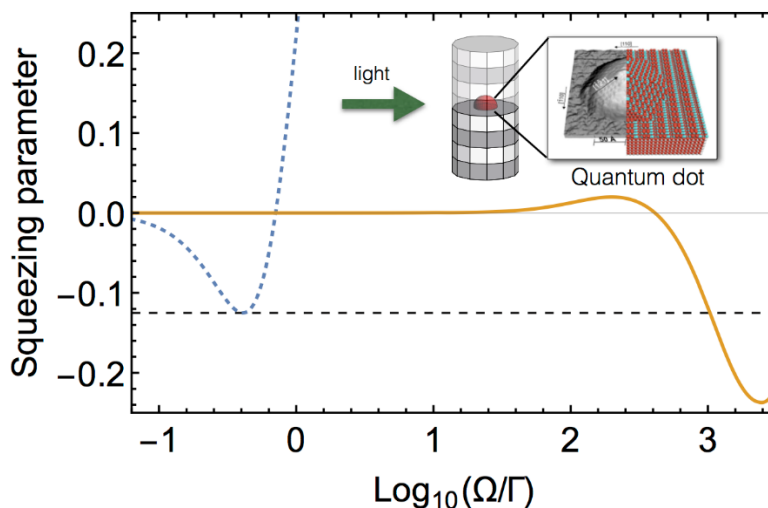 0.2
0.1
0.0
−0.1
−0.2
Squeezing parameter
light
50 Å
Quantum dot
−1 0 1 2 3
Log₁₀(Ω/Γ)